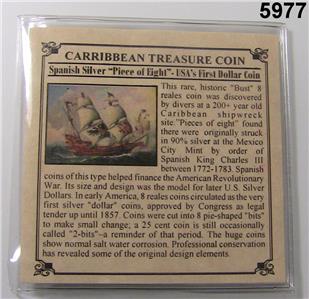 5977
CARRIBBEAN TREASURE COIN
Spanish Silver "Piece of Eight"- USA's First Dollar Coin
This rare, historic "Bust" 8
reales coin was discovered
by divers at a 200+ year old
Caribbean shipwreck
site."Pieces of eight" found
there were originally struck
in 90% silver at the Mexico
City Mint by order of
Spanish King Charles III
between 1772-1783. Spanish
coins of this type helped finance the American Revolutionary
War. Its size and design was the model for later U.S. Silver
Dollars. In early America, 8 reales coins circulated as the very
first silver "dollar" coins, approved by Congress as legal
tender up until 1857. Coins were cut into 8 pie-shaped "bits"
to make small change; a 25 cent coin is still occasionally
called "2-bits"–a reminder of that period. The huge coins
show normal salt water corrosion. Professional conservation
has revealed some of the original design elements.